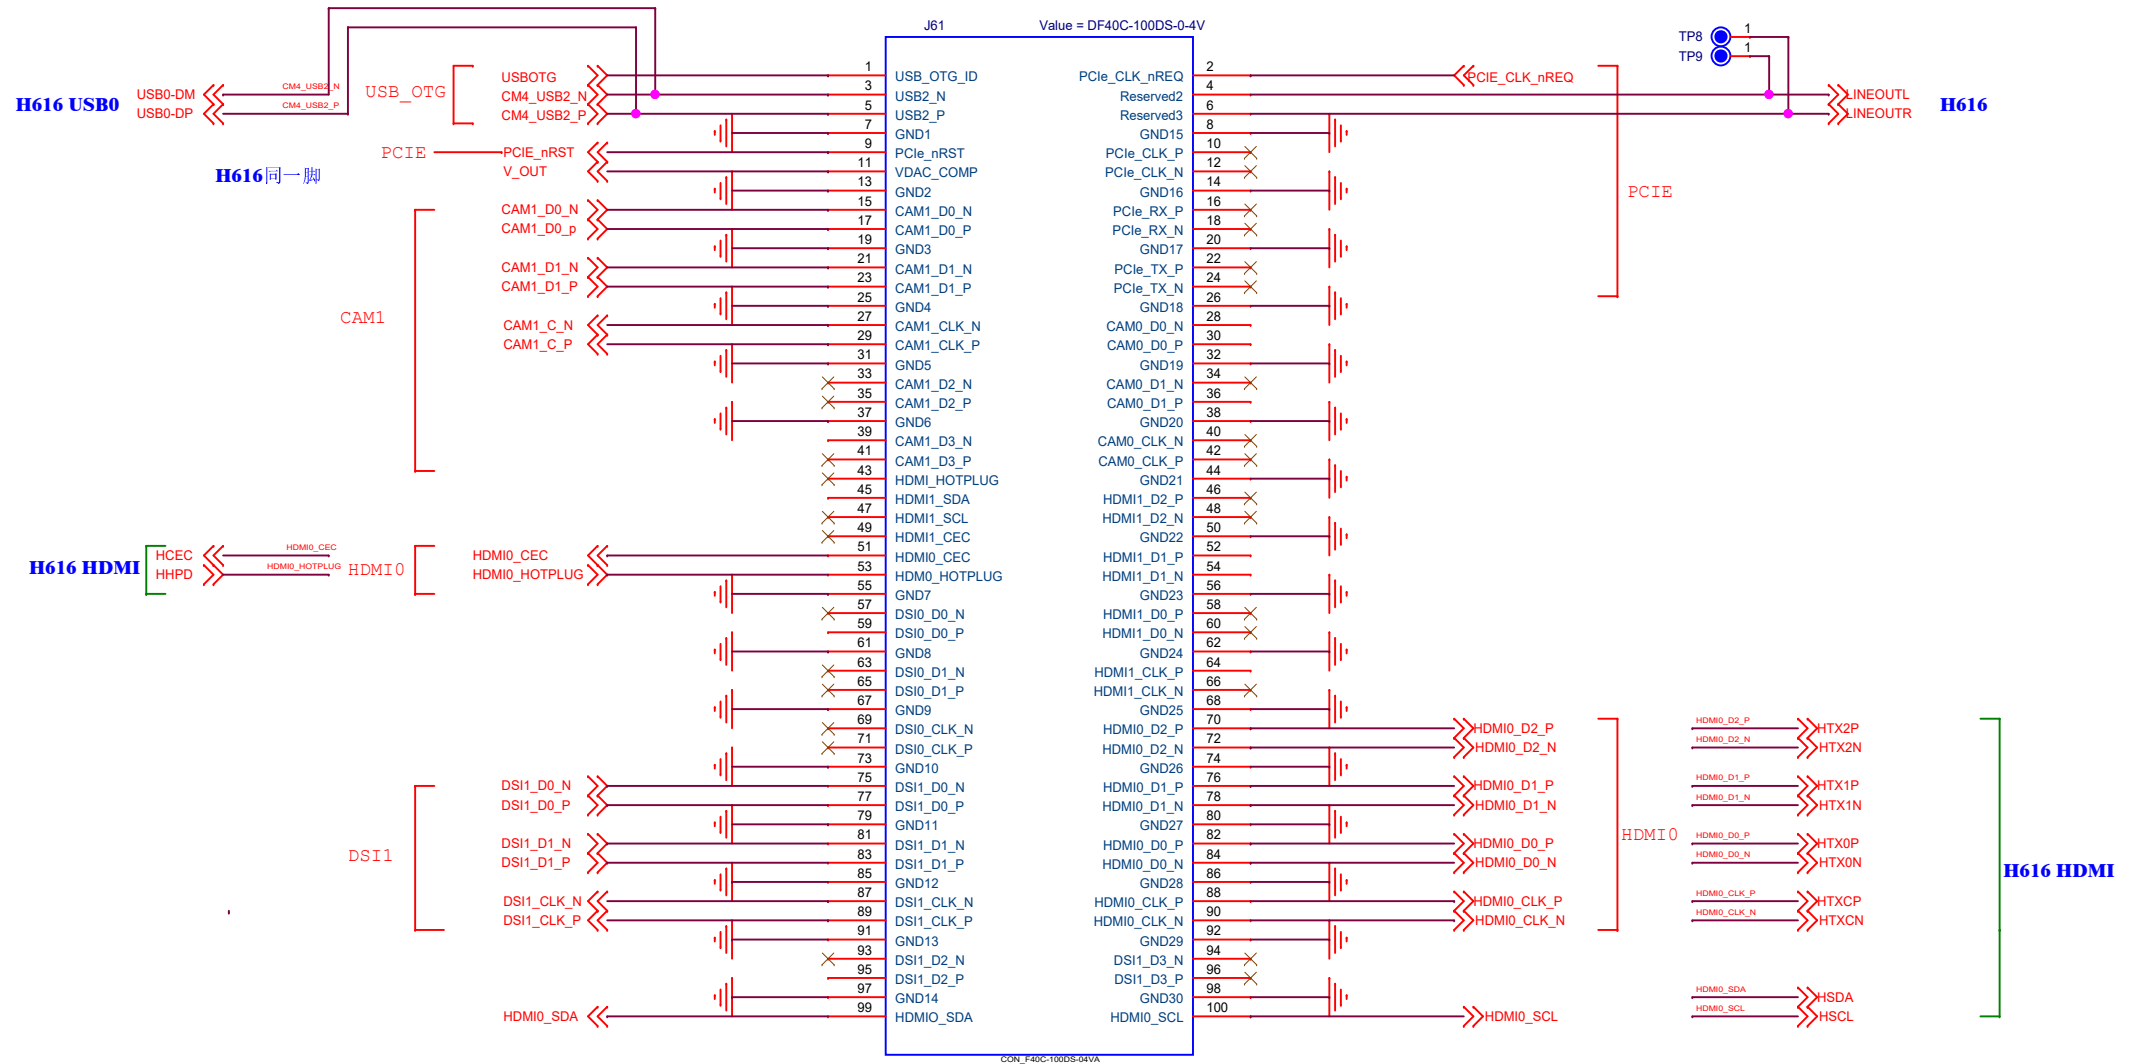 J61 Value = DF40C-100DS-0-4V
TP8 1
TP9 1
H616 USB0
USB0-DM CM4_USB2_N
USB0-DP CM4_USB2_P
USB_OTG
USBOTG 1 USB_OTG_ID PCIe_CLK_nREQ 2 PCIE_CLK_nREQ
CM4_USB2_N 3 USB2_N Reserved2 4 LINEOUTL
CM4_USB2_P 5 USB2_P Reserved3 6 LINEOUTR
H616
7 GND1 GND15 8
PCIE PCIE_nRST 9 PCIe_nRST PCIe_CLK_P 10
H616同一脚
V_OUT 11 VDAC_COMP PCIe_CLK_N 12
13 GND2 GND16 14
PCIE
CAM1_D0_N 15 CAM1_D0_N PCIe_RX_P 16
CAM1_D0_p 17 CAM1_D0_P PCIe_RX_N 18
19 GND3 GND17 20
CAM1_D1_N 21 CAM1_D1_N PCIe_TX_P 22
CAM1_D1_P 23 CAM1_D1_P PCIe_TX_N 24
25 GND4 GND18 26
CAM1
CAM1_C_N 27 CAM1_CLK_N CAM0_D0_N 28
CAM1_C_P 29 CAM1_CLK_P CAM0_D0_P 30
31 GND5 GND19 32
33 CAM1_D2_N CAM0_D1_N 34
35 CAM1_D2_P CAM0_D1_P 36
37 GND6 GND20 38
39 CAM1_D3_N CAM0_CLK_N 40
41 CAM1_D3_P CAM0_CLK_P 42
43 HDMI_HOTPLUG GND21 44
45 HDMI1_SDA HDMI1_D2_P 46
47 HDMI1_SCL HDMI1_D2_N 48
49 HDMI1_CEC GND22 50
H616 HDMI
HCEC HDMI0_CEC
HHPD HDMI0_HOTPLUG
HDMI0
HDMI0_CEC 51 HDMI0_CEC HDMI1_D1_P 52
HDMI0_HOTPLUG 53 HDM0_HOTPLUG HDMI1_D1_N 54
55 GND7 GND23 56
57 DSI0_D0_N HDMI1_D0_P 58
59 DSI0_D0_P HDMI1_D0_N 60
61 GND8 GND24 62
63 DSI0_D1_N HDMI1_CLK_P 64
65 DSI0_D1_P HDMI1_CLK_N 66
67 GND9 GND25 68
69 DSI0_CLK_N HDMI0_D2_P 70 HDMI0_D2_P HDMI0_D2_P HTX2P
71 DSI0_CLK_P HDMI0_D2_N 72 HDMI0_D2_N HDMI0_D2_N HTX2N
73 GND10 GND26 74
DSI1_D0_N 75 DSI1_D0_N HDMI0_D1_P 76 HDMI0_D1_P HDMI0_D1_P HTX1P
DSI1_D0_P 77 DSI1_D0_P HDMI0_D1_N 78 HDMI0_D1_N HDMI0_D1_N HTX1N
79 GND11 GND27 80
HDMI0
DSI1_D1_N 81 DSI1_D1_N HDMI0_D0_P 82 HDMI0_D0_P HDMI0_D0_P HTX0P
DSI1
DSI1_D1_P 83 DSI1_D1_P HDMI0_D0_N 84 HDMI0_D0_N HDMI0_D0_N HTX0N
H616 HDMI
85 GND12 GND28 86
DSI1_CLK_N 87 DSI1_CLK_N HDMI0_CLK_P 88 HDMI0_CLK_P HDMI0_CLK_P HTXCP
DSI1_CLK_P 89 DSI1_CLK_P HDMI0_CLK_N 90 HDMI0_CLK_N HDMI0_CLK_N HTXCN
91 GND13 GND29 92
93 DSI1_D2_N DSI1_D3_N 94
95 DSI1_D2_P DSI1_D3_P 96
97 GND14 GND30 98 HDMI0_SDA HSDA
HDMI0_SDA 99 HDMIO_SDA HDMI0_SCL 100 HDMI0_SCL HDMI0_SCL HSCL
CON_F40C-100DS-04VA